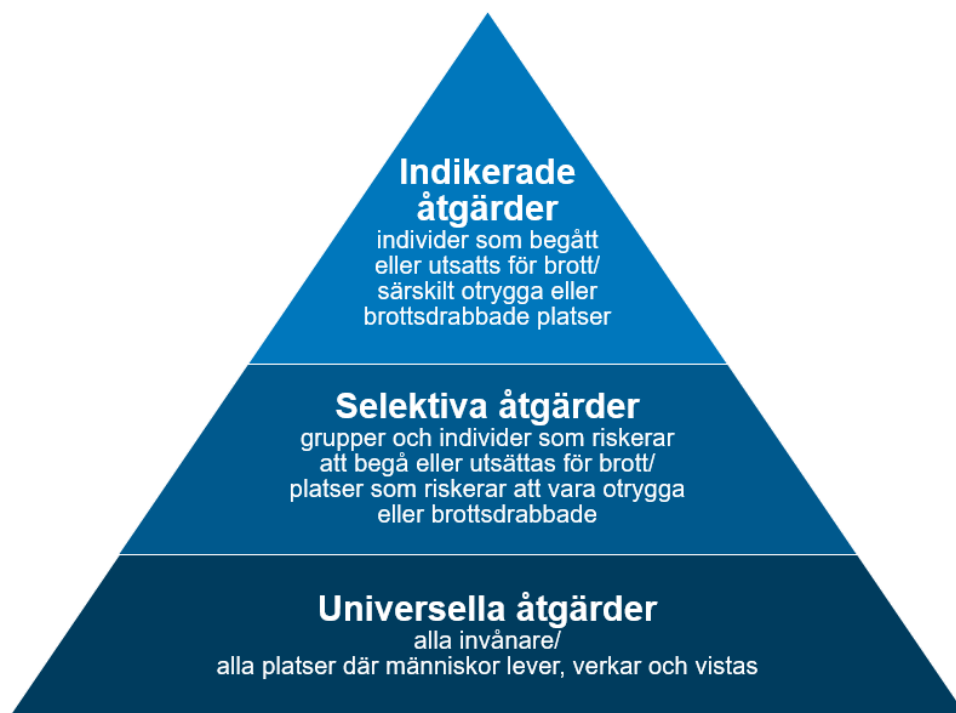 Indikerade
åtgärder
individer som begått
eller utsatts för brott/
särskilt otrygga eller
brottsdrabbade platser
Selektiva åtgärder
grupper och individer som riskerar
att begå eller utsättas för brott/
platser som riskerar att vara otrygga
eller brottsdrabbade
Universella åtgärder
alla invånare/
alla platser där människor lever, verkar och vistas